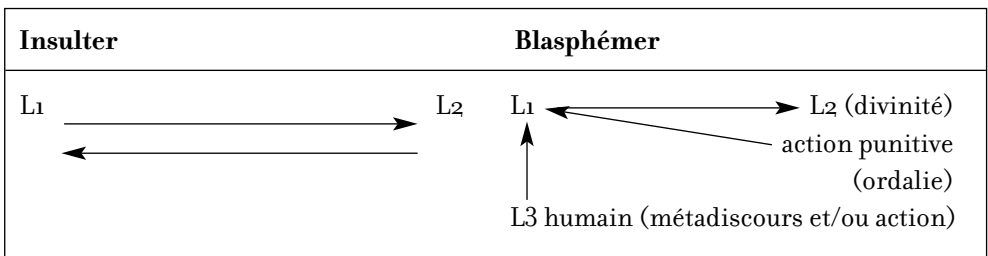 Insulter Blasphémer
L1 L2 L1 L2 (divinité)
action punitive
(ordalie)
L3 humain (métadiscours et/ou action)